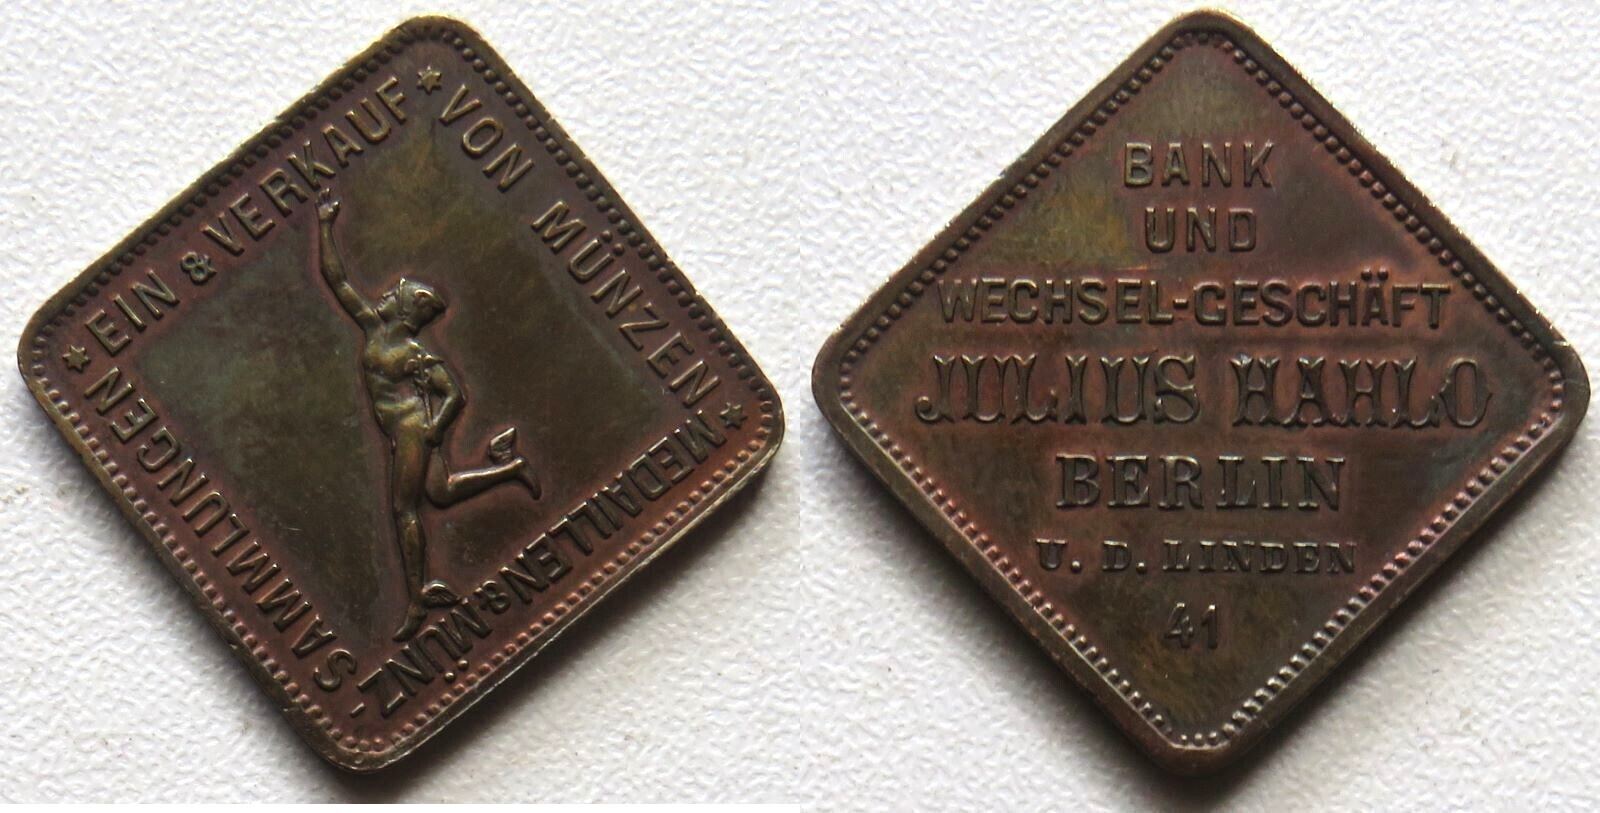 EIN & VERKAUF
VON MÜNZEN
MEDAILLEN & MÜNZ-
SAMMLUNGEN
BANK
UND
WECHSEL-GESCHÄFT
JULIUS HAHLO
BERLIN
U. D. LINDEN
41